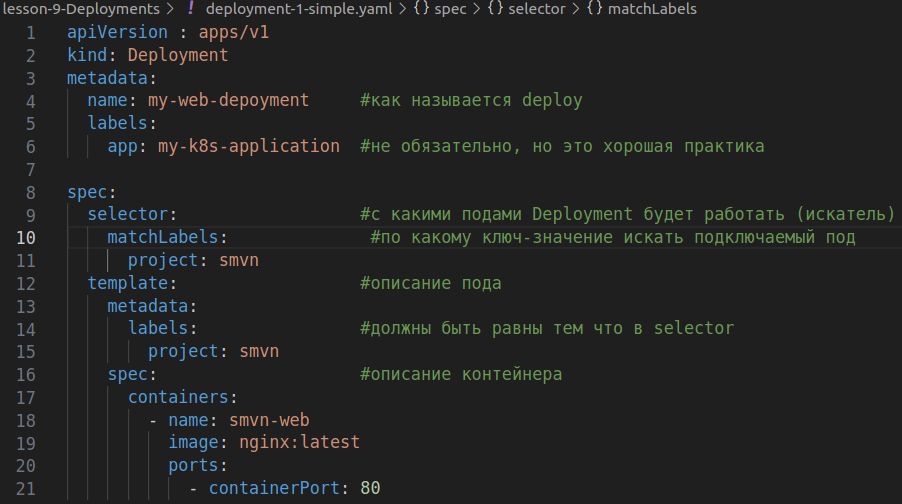 lesson-9-Deployments > ! deployment-1-simple.yaml > {} spec > {} selector > {} matchLabels
1 apiVersion : apps/v1
2 kind: Deployment
3 metadata:
4 name: my-web-depoyment #как называется deploy
5 labels:
6 app: my-k8s-application #не обязательно, но это хорошая практика
7
8 spec:
9 selector: #с какими подами Deployment будет работать (искатель)
10 matchLabels: #по какому ключ-значение искать подключаемый под
11 project: smvn
12 template: #описание пода
13 metadata:
14 labels: #должны быть равны тем что в selector
15 project: smvn
16 spec: #описание контейнера
17 containers:
18 - name: smvn-web
19 image: nginx:latest
20 ports:
21 - containerPort: 80